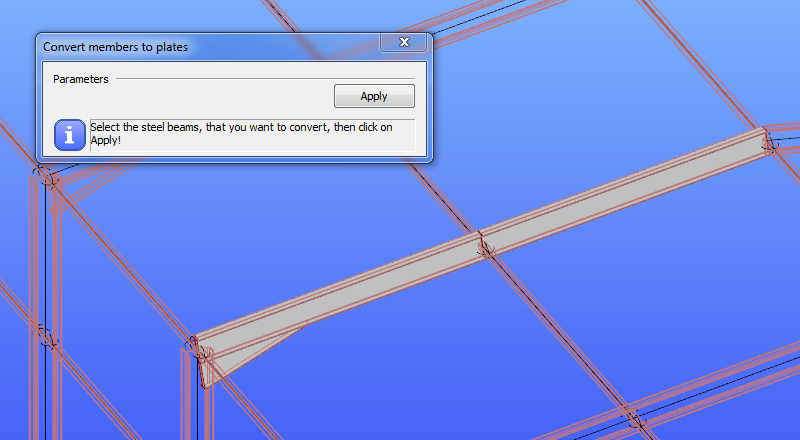 Convert members to plates
Parameters
Apply
Select the steel beams, that you want to convert, then click on
Apply!